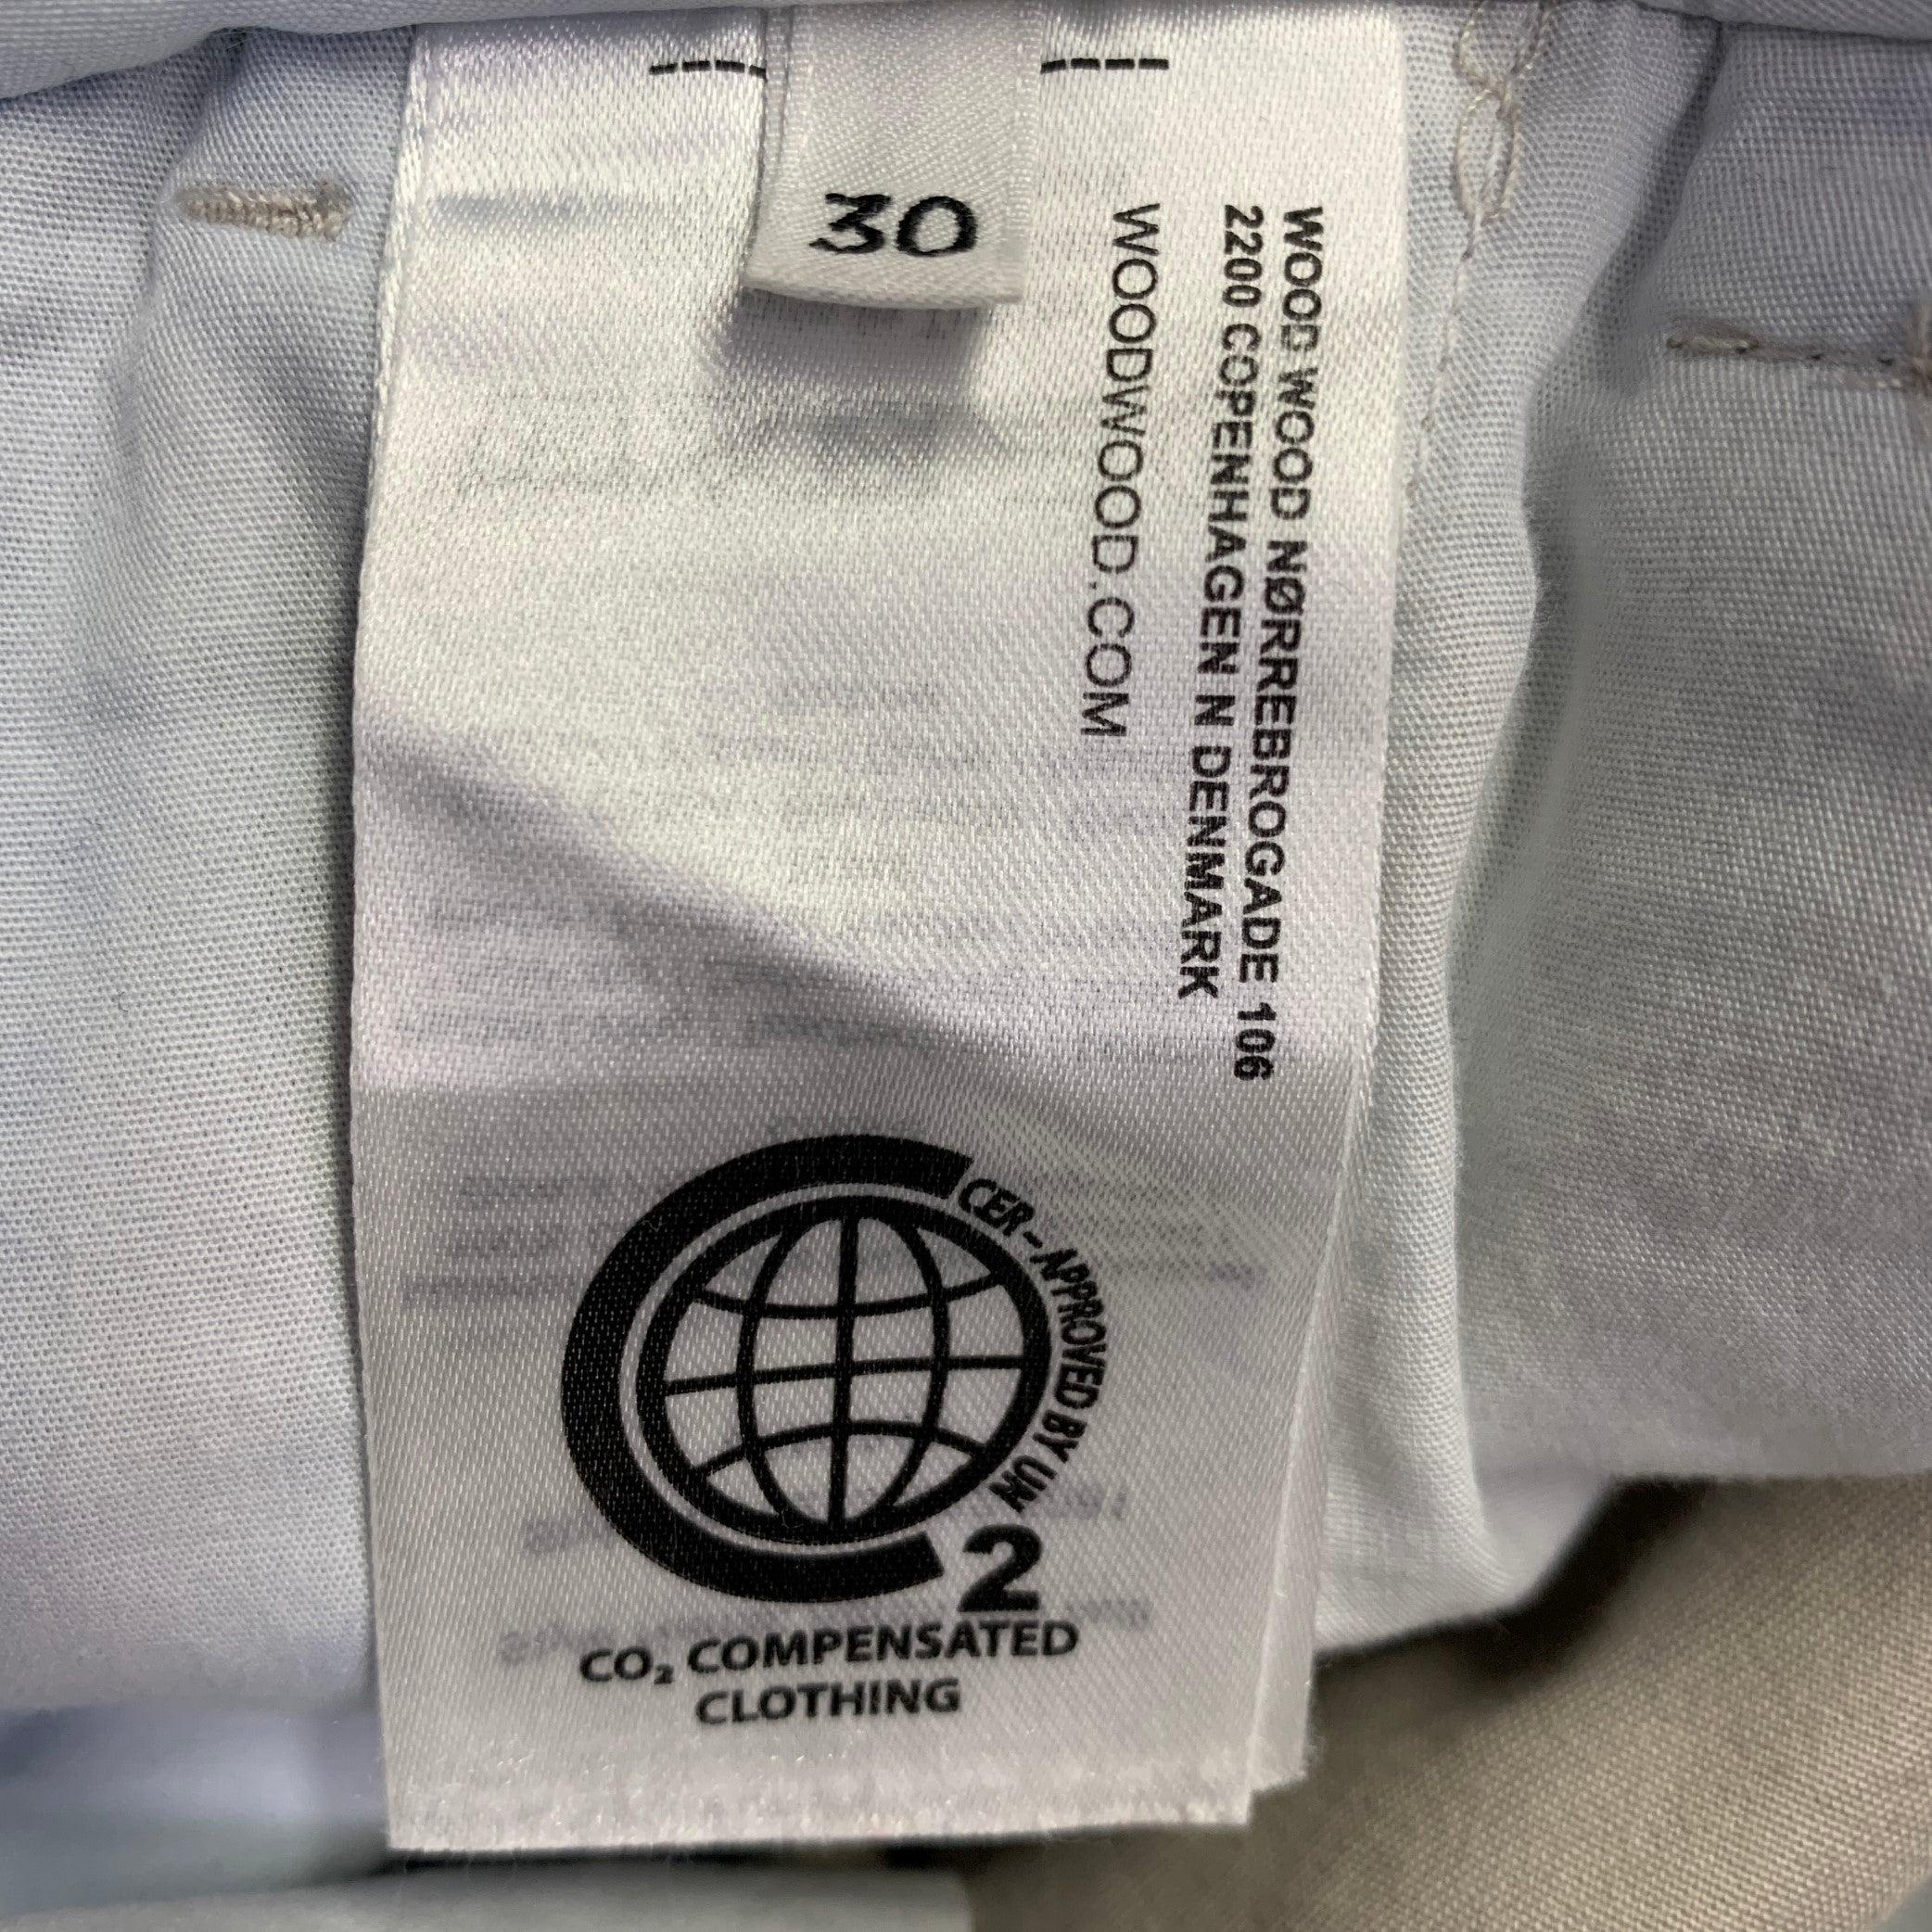 30
WOOD WOOD NØRREBROGADE 106
2200 COPENHAGEN N DENMARK
WOODWOOD.COM
CER-APPROVED BY UN
2
CO₂ COMPENSATED
CLOTHING